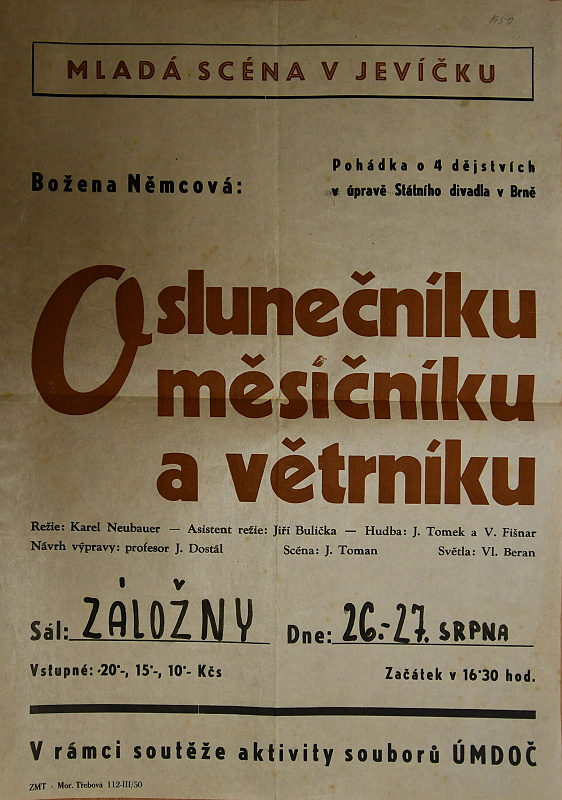 1950
MLADÁ SCÉNA V JEVÍČKU
Božena Němcová:
Pohádka o 4 dějstvích
v úpravě Státního divadla v Brně
O slunečníku
měsíčníku
a větrníku
Režie: Karel Neubauer — Asistent režie: Jiří Bulička — Hudba: J. Tomek a V. Fišnar
Návrh výpravy: profesor J. Dostál Scéna: J. Toman Světla: Vl. Beran
Sál: ZÁLOŽNY Dne: 26.-27. SRPNA
Vstupné: 20·-, 15·-, 10·- Kčs Začátek v 16·30 hod.
V rámci soutěže aktivity souborů ÚMDOČ
ZMT - Mor. Třebová 112-III/50